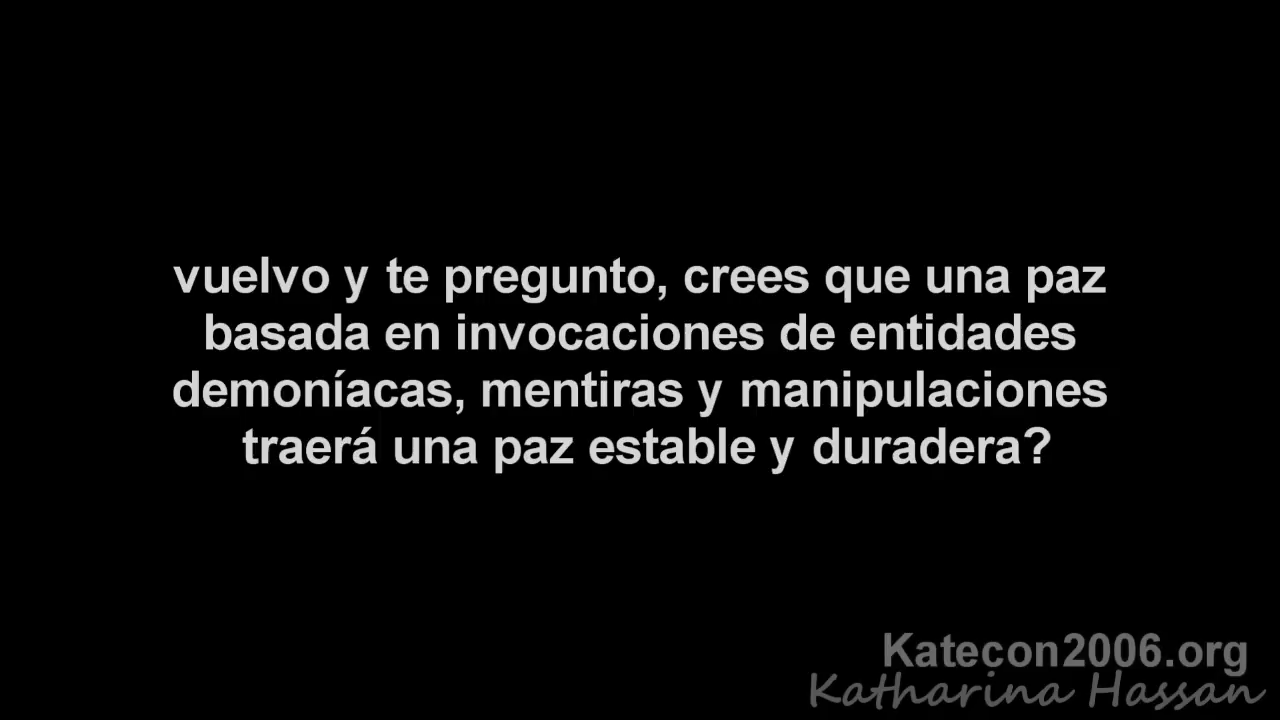 vuelvo y te pregunto, crees que una paz
basada en invocaciones de entidades
demoníacas, mentiras y manipulaciones
traerá una paz estable y duradera?
Katecon2006.org
Katharina Hassan